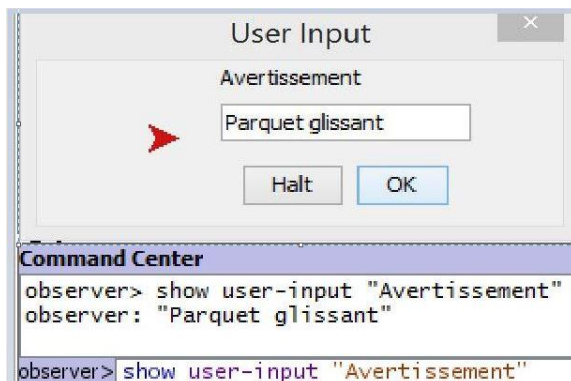 User Input
×
Avertissement
Parquet glissant
Halt
OK
Command Center
observer> show user-input "Avertissement"
observer: "Parquet glissant"
observer> show user-input "Avertissement"